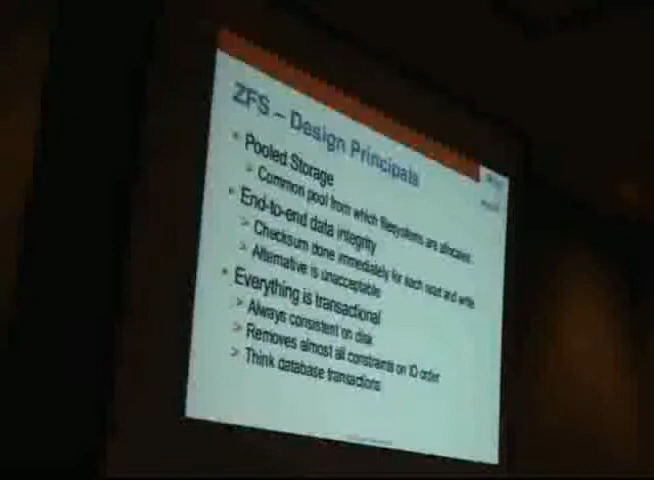 ZFS – Design Principals
• Pooled Storage
> Common pool from which filesystems are allocated
• End-to-end data integrity
> Checksum done immediately for each read and write
> Alternative is unacceptable
• Everything is transactional
> Always consistent on disk
> Removes almost all constraints on IO order
> Think database transactions